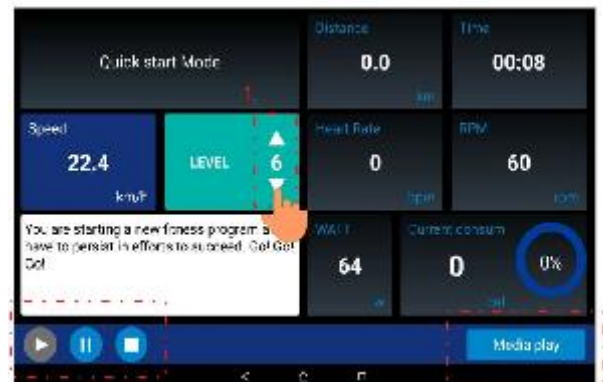 Quick start Mode
1.
Distance
0.0
km
Time
00:08
Speed
22.4
km/h
LEVEL
6
Heart Rate
0
bpm
RPM
60
rpm
You are starting a new fitness program a
have to persist in efforts to succeed. Go! Go!
Go!
WATT
64
w
Current consum
0
cal
0%
Media play